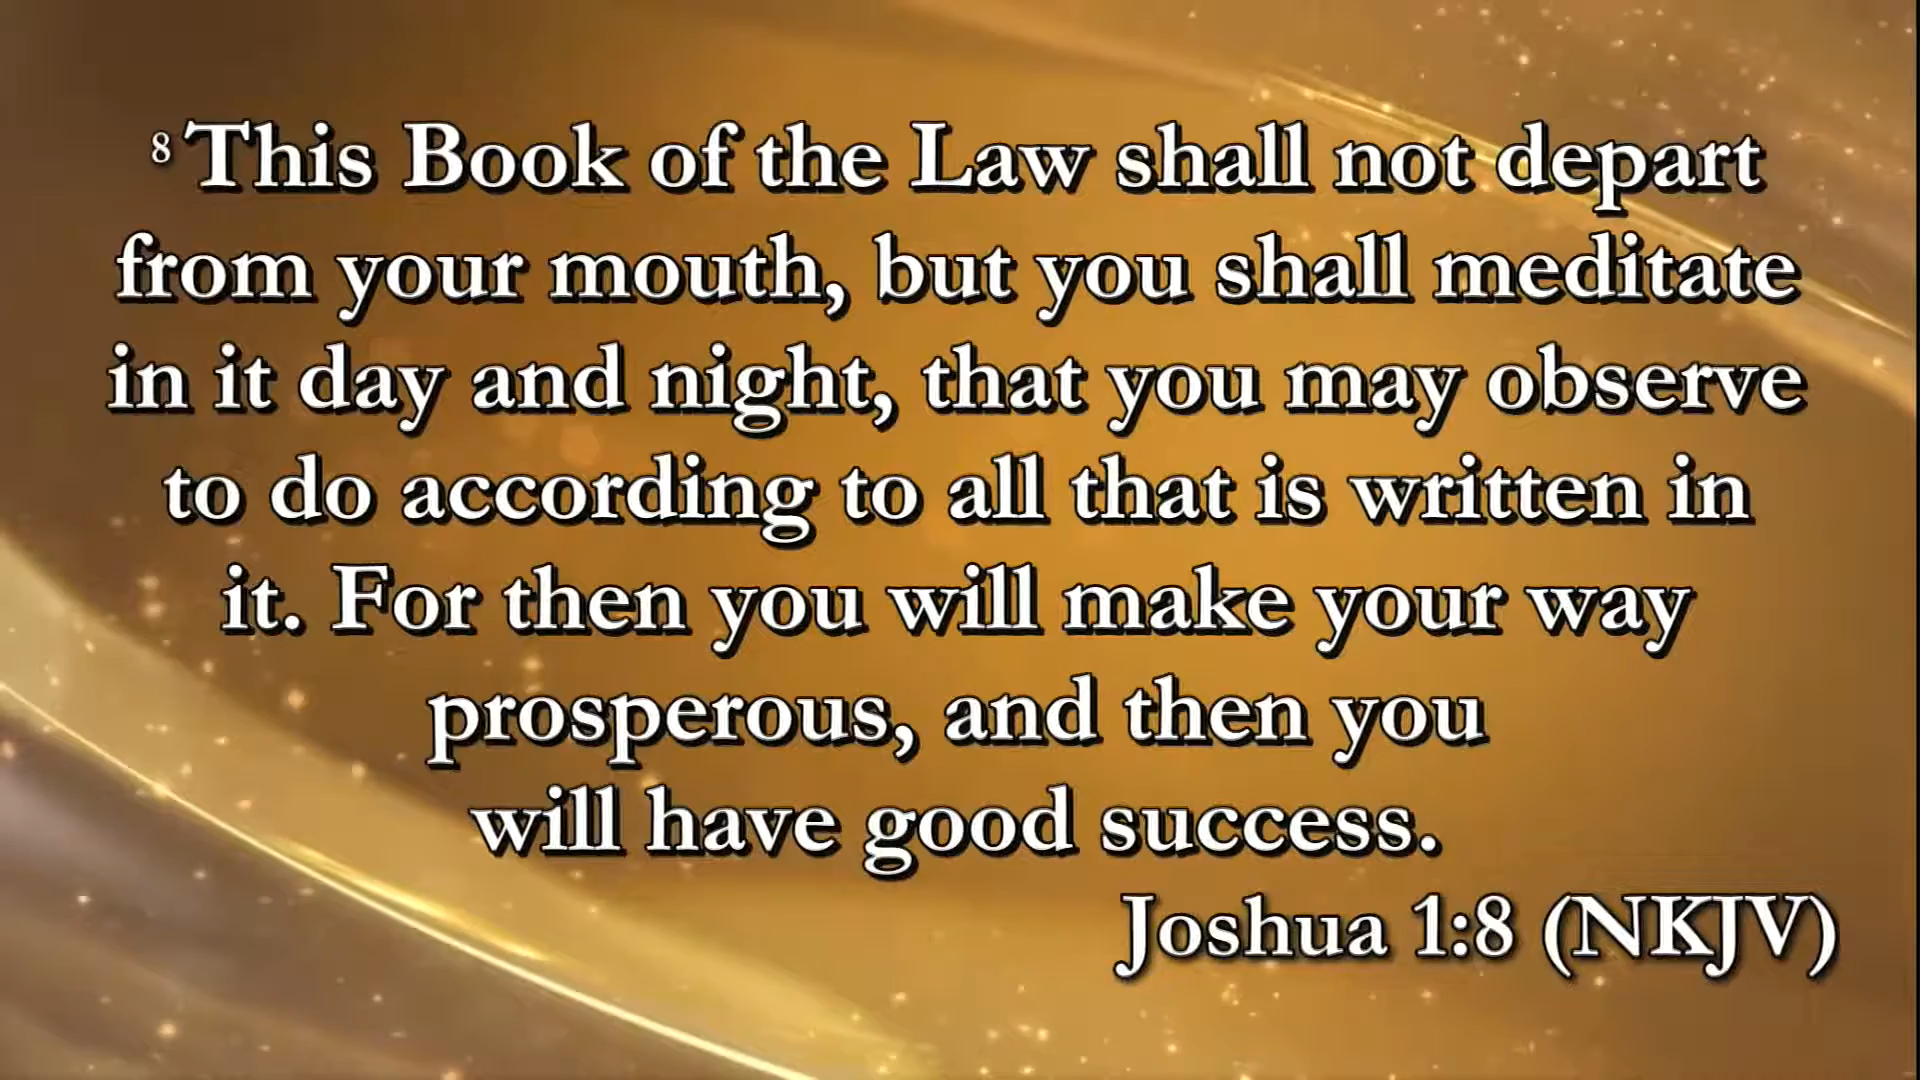 8 This Book of the Law shall not depart
from your mouth, but you shall meditate
in it day and night, that you may observe
to do according to all that is written in
it. For then you will make your way
prosperous, and then you
will have good success.
Joshua 1:8 (NKJV)